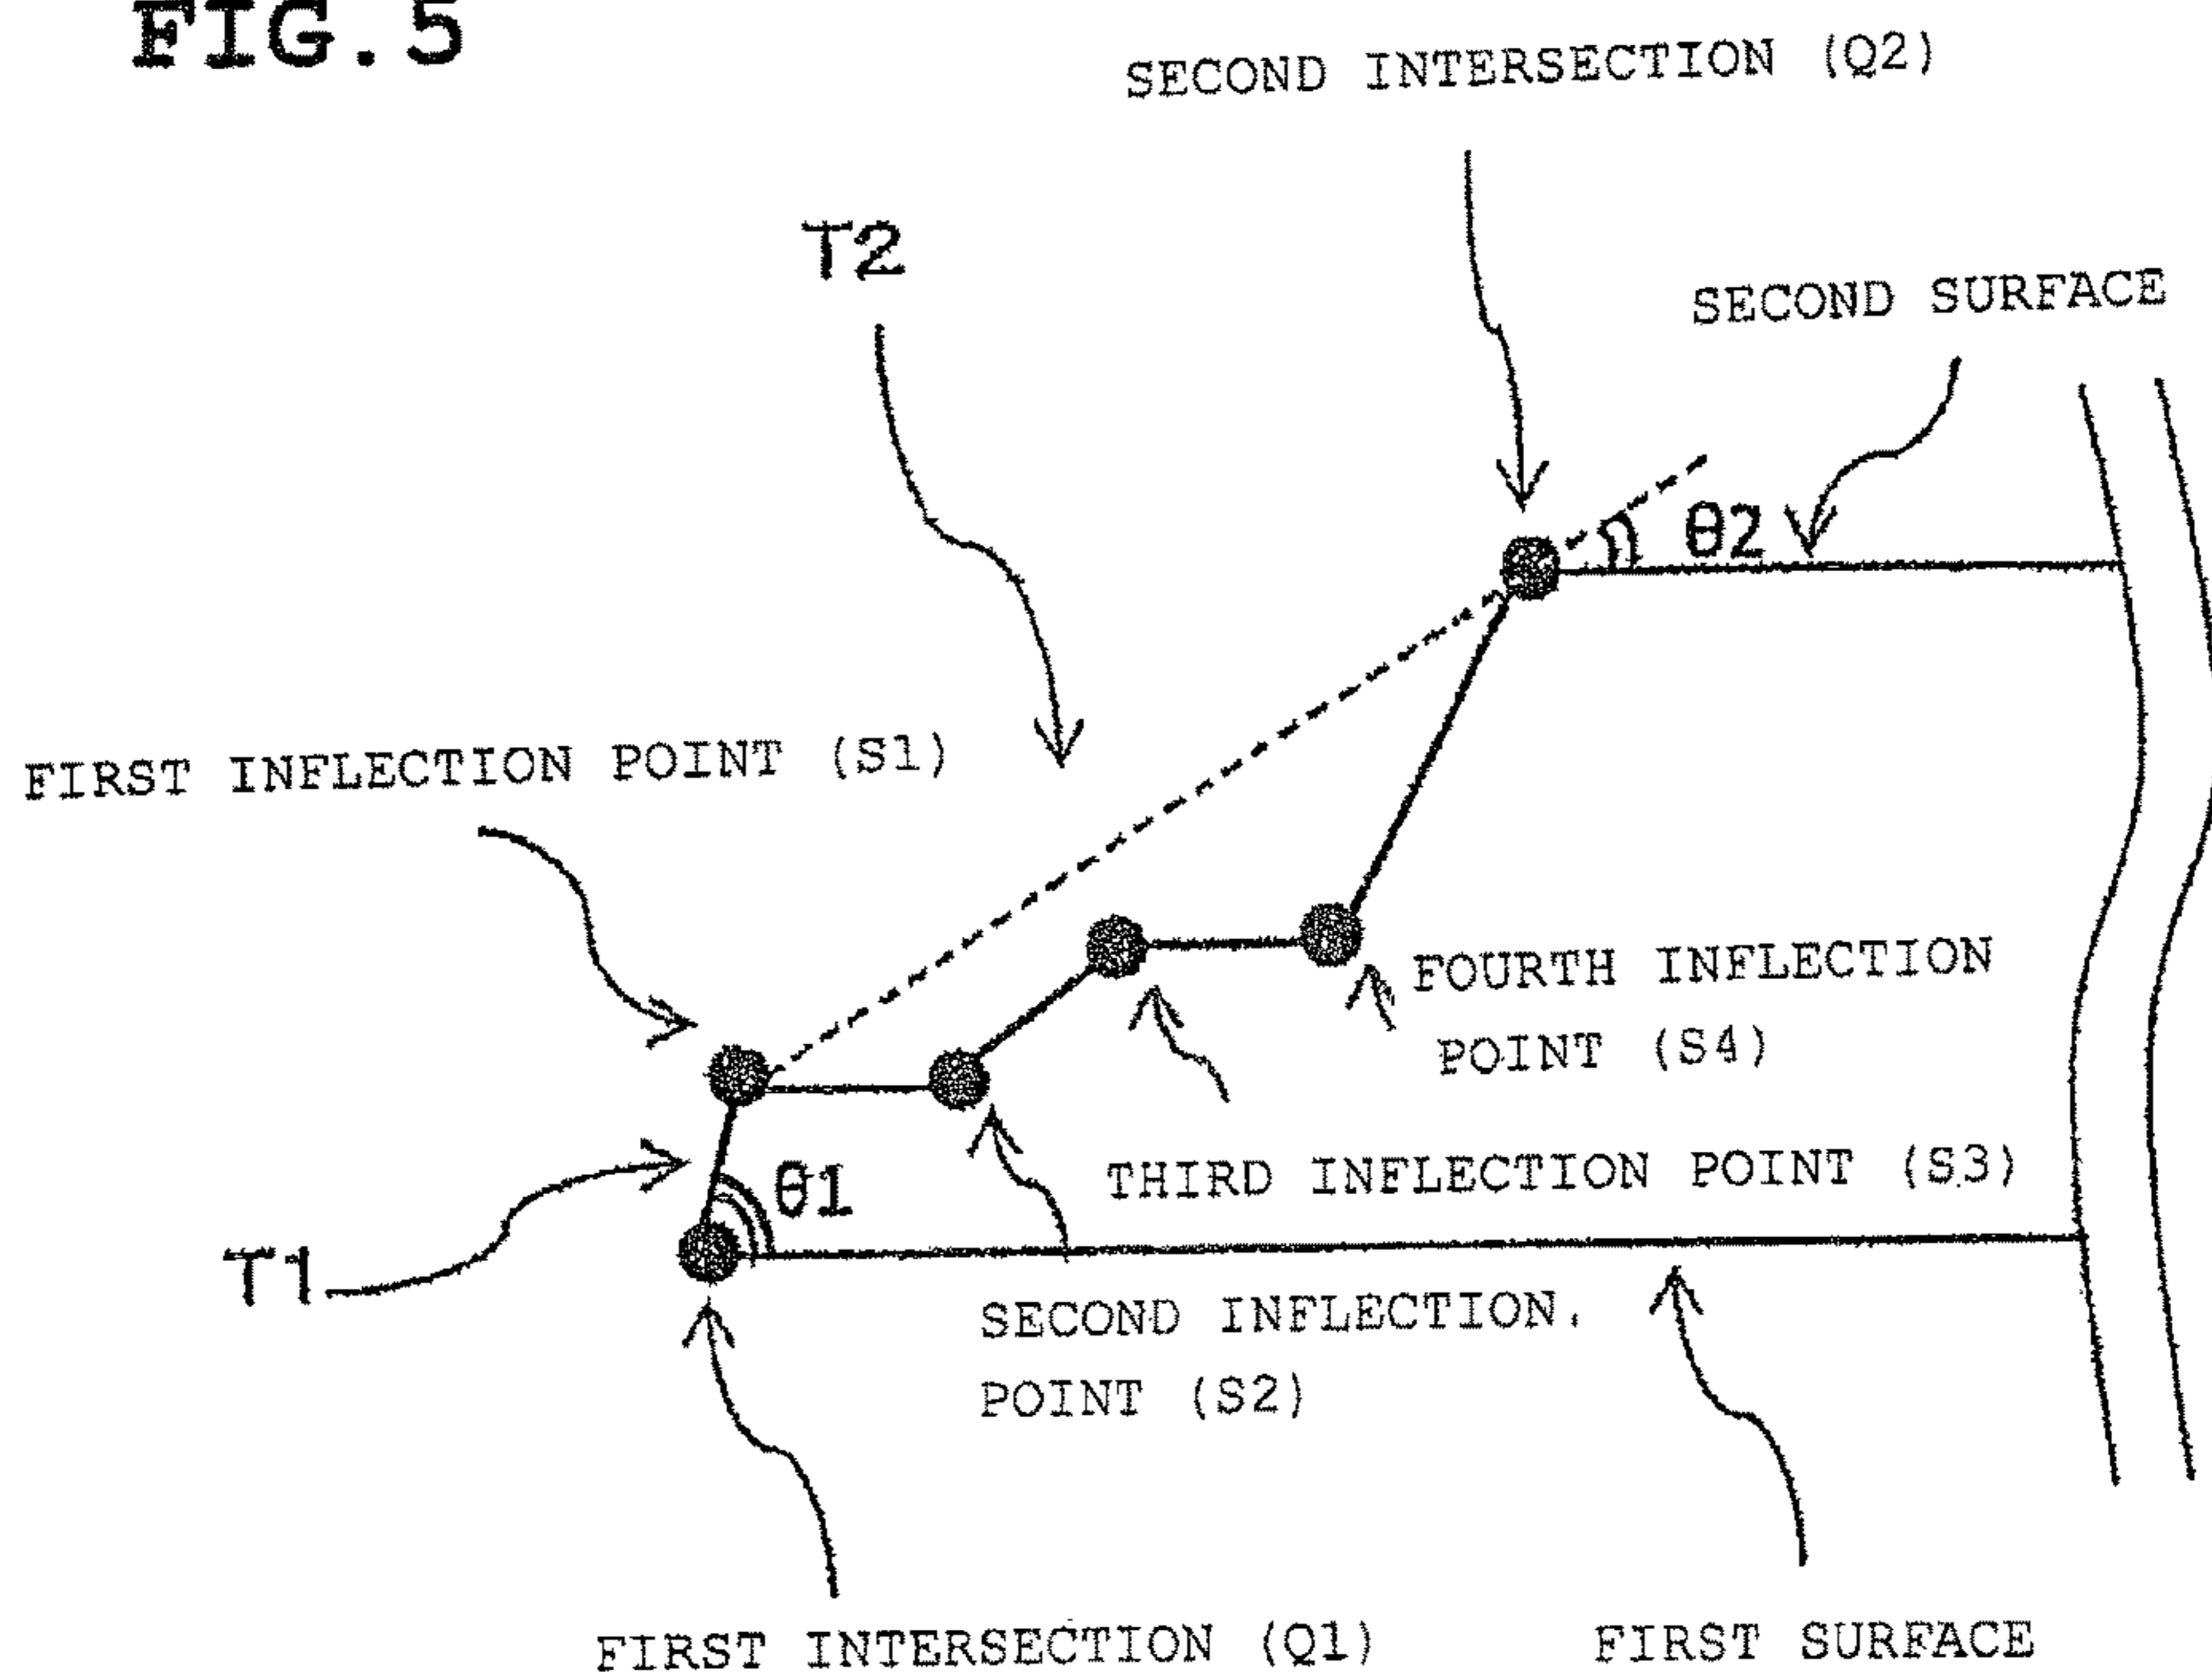 FIG.5
SECOND INTERSECTION (Q2)
T2
SECOND SURFACE
θ2
FIRST INFLECTION POINT (S1)
FOURTH INFLECTION
POINT (S4)
θ1
THIRD INFLECTION POINT (S3)
T1
SECOND INFLECTION.
POINT (S2)
FIRST INTERSECTION (Q1)
FIRST SURFACE